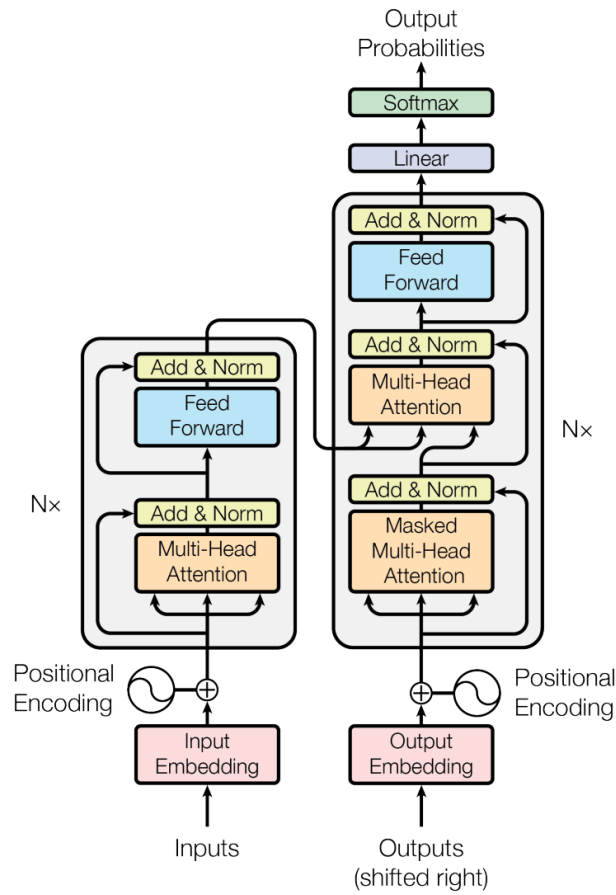 Output
Probabilities
Softmax
Linear
Add & Norm
Feed
Forward
Add & Norm
Multi-Head
Attention
Add & Norm
Masked
Multi-Head
Attention
N×
Add & Norm
Feed
Forward
Add & Norm
Multi-Head
Attention
N×
Positional
Encoding
Positional
Encoding
Input
Embedding
Output
Embedding
Inputs
Outputs
(shifted right)